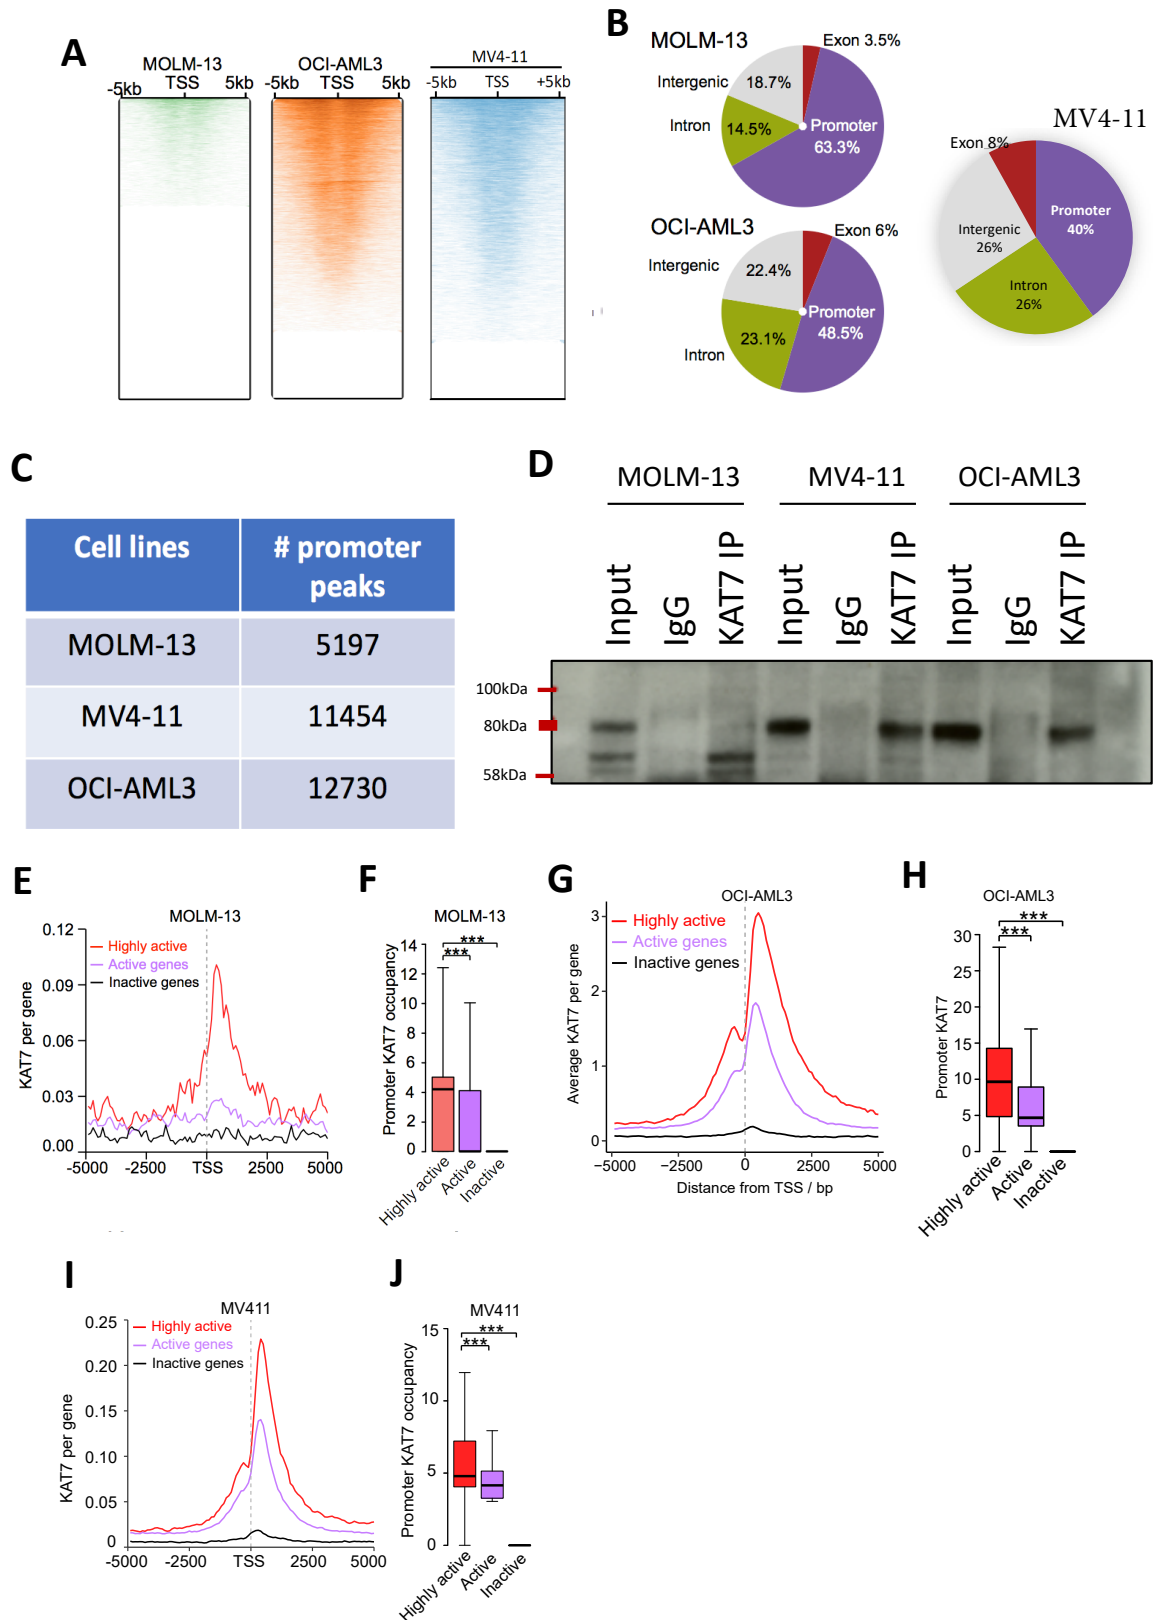 A
MOLM-13
-5kb TSS 5kb
OCI-AML3
-5kb TSS 5kb
MV4-11
-5kb TSS +5kb
B
MOLM-13
Exon 3.5%
Intergenic 18.7%
Intron 14.5%
Promoter
63.3%
OCI-AML3
Exon 6%
Intergenic 22.4%
Intron 23.1%
Promoter
48.5%
MV4-11
Exon 8%
Promoter
40%
Intergenic
26%
Intron
26%
C
Cell lines # promoter peaks
MOLM-13 5197
MV4-11 11454
OCI-AML3 12730
D
MOLM-13 MV4-11 OCI-AML3
Input IgG KAT7 IP Input IgG KAT7 IP Input IgG KAT7 IP
100kDa
80kDa
58kDa
E
MOLM-13
KAT7 per gene
0.12
0.09
0.06
0.03
0.00
Highly active
Active genes
Inactive genes
-5000 -2500 TSS 2500 5000
F
MOLM-13
Promoter KAT7 occupancy
14
12
10
8
6
4
2
0
***
***
Highly active Active Inactive
G
OCI-AML3
Average KAT7 per gene
3
2
1
0
Highly active
Active genes
Inactive genes
−5000 −2500 0 2500 5000
Distance from TSS / bp
H
OCI-AML3
Promoter KAT7
30
25
20
15
10
5
0
***
***
Highly active Active Inactive
I
MV411
KAT7 per gene
0.25
0.20
0.15
0.10
0.05
0
Highly active
Active genes
Inactive genes
-5000 -2500 TSS 2500 5000
J
MV411
Promoter KAT7 occupancy
15
10
5
0
***
***
Highly active Active Inactive